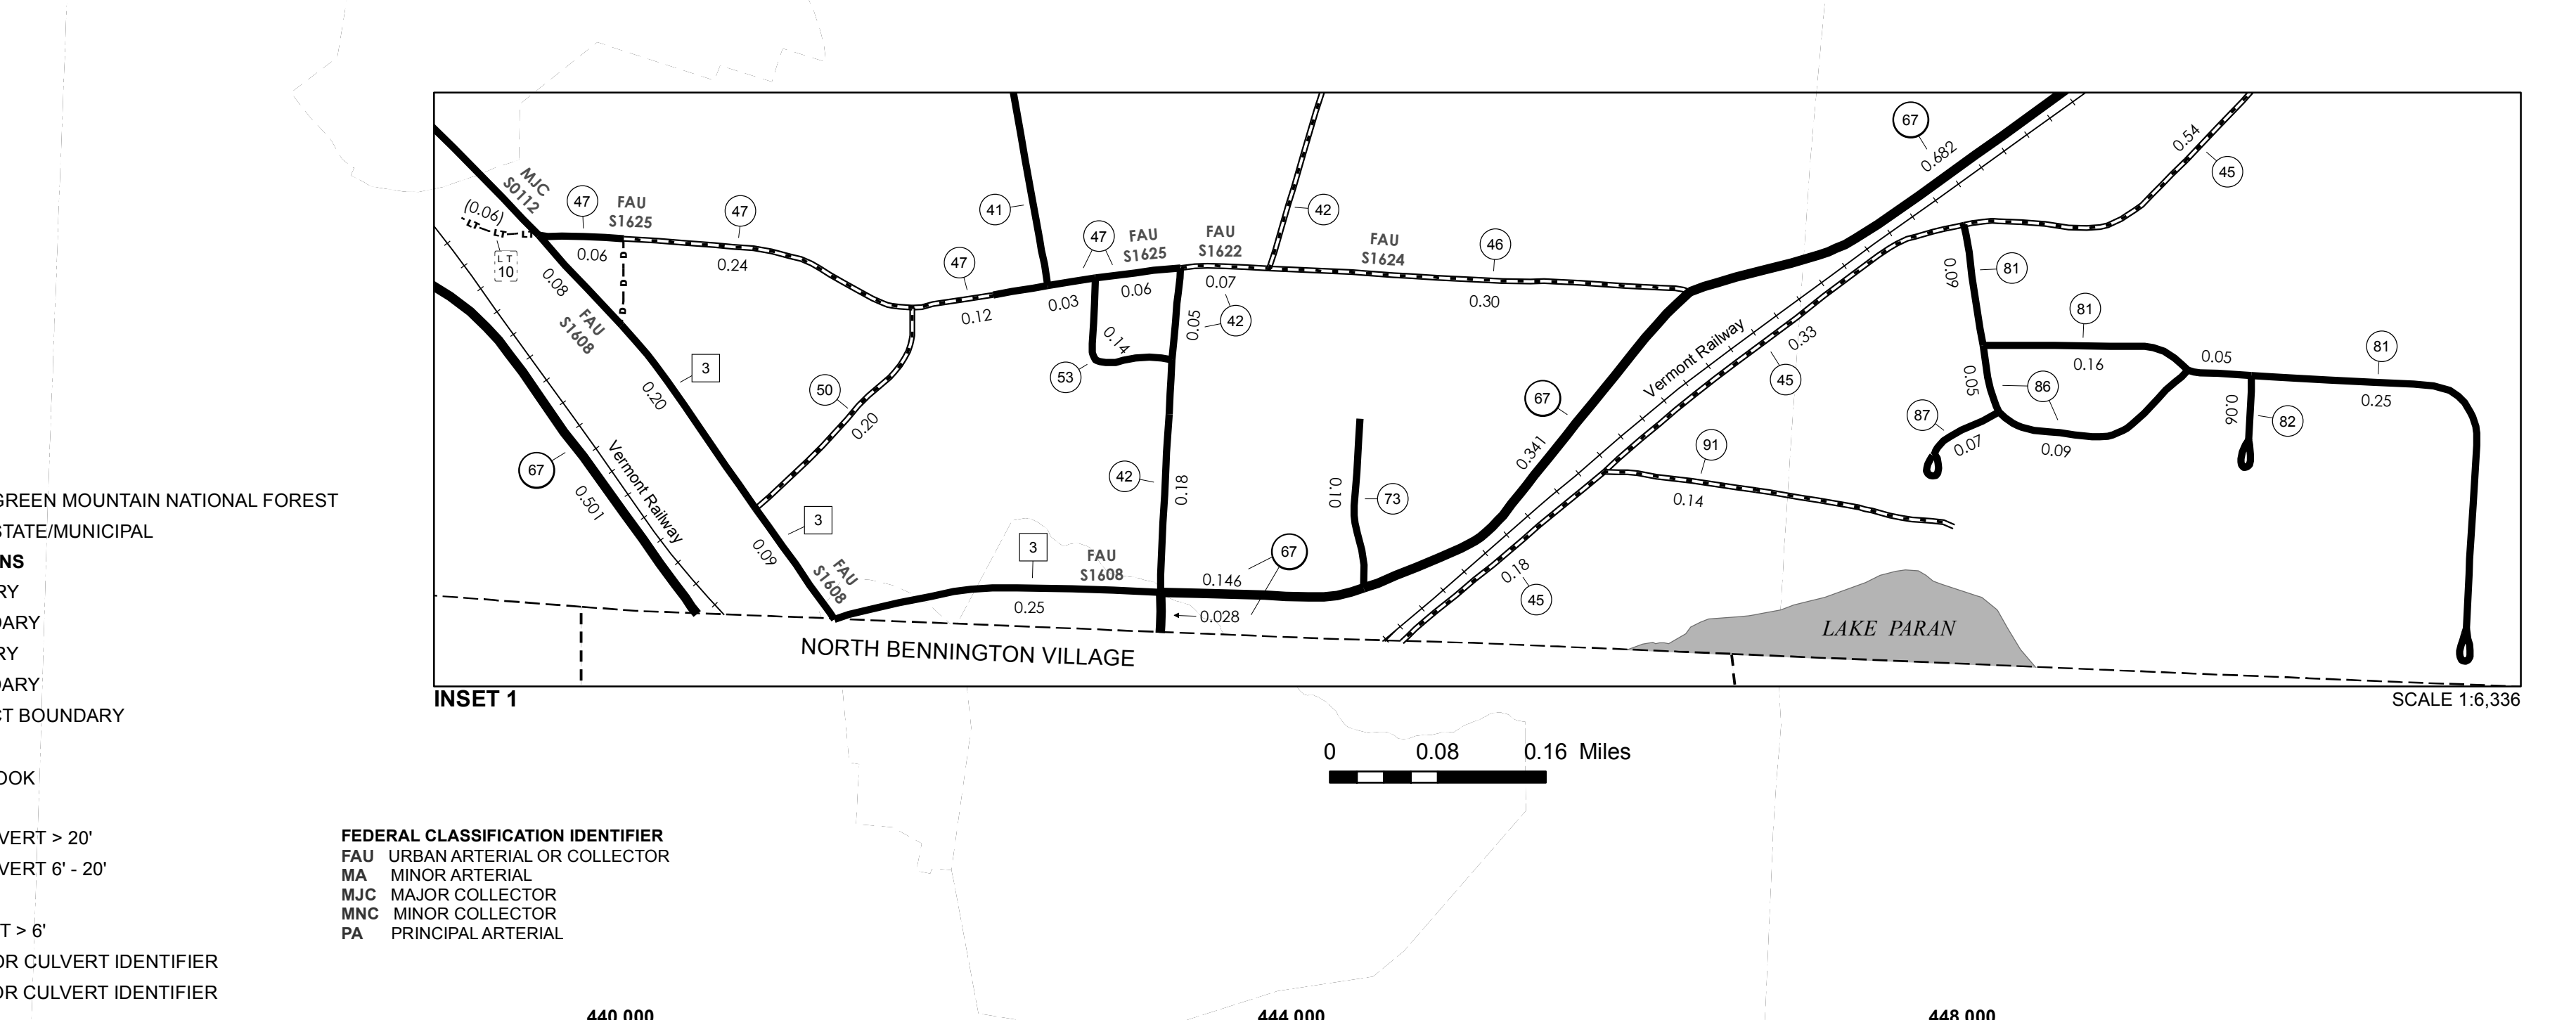 67
0.682
0.54
45
MJC
S0112
(0.06)
LT LT LT
LT
10
47
FAU
S1625
47
0.06
0.24
D
D
0.08
FAU
S1608
41
47
0.12
47
FAU
S1625
0.03
0.06
FAU
S1622
0.07
42
42
0.05
FAU
S1624
46
0.30
0.14
53
3
0.20
50
0.20
67
0.501
Vermont Railway
3
0.09
FAU
S1608
42
0.18
0.10
73
67
0.341
Vermont Railway
0.33
45
91
0.14
0.09
81
81
0.16
0.05
81
0.25
0.05
86
87
0.07
0.09
0.06
82
3
FAU
S1608
0.25
67
0.146
0.028
0.18
45
NORTH BENNINGTON VILLAGE
LAKE PARAN
INSET 1
SCALE 1:6,336
0 0.08 0.16 Miles
GREEN MOUNTAIN NATIONAL FOREST
STATE/MUNICIPAL
NS
RY
DARY
RY
DARY
CT BOUNDARY
OOK
VERT > 20'
VERT 6' - 20'
T > 6'
OR CULVERT IDENTIFIER
OR CULVERT IDENTIFIER
FEDERAL CLASSIFICATION IDENTIFIER
FAU URBAN ARTERIAL OR COLLECTOR
MA MINOR ARTERIAL
MJC MAJOR COLLECTOR
MNC MINOR COLLECTOR
PA PRINCIPAL ARTERIAL
440 000
444 000
448 000